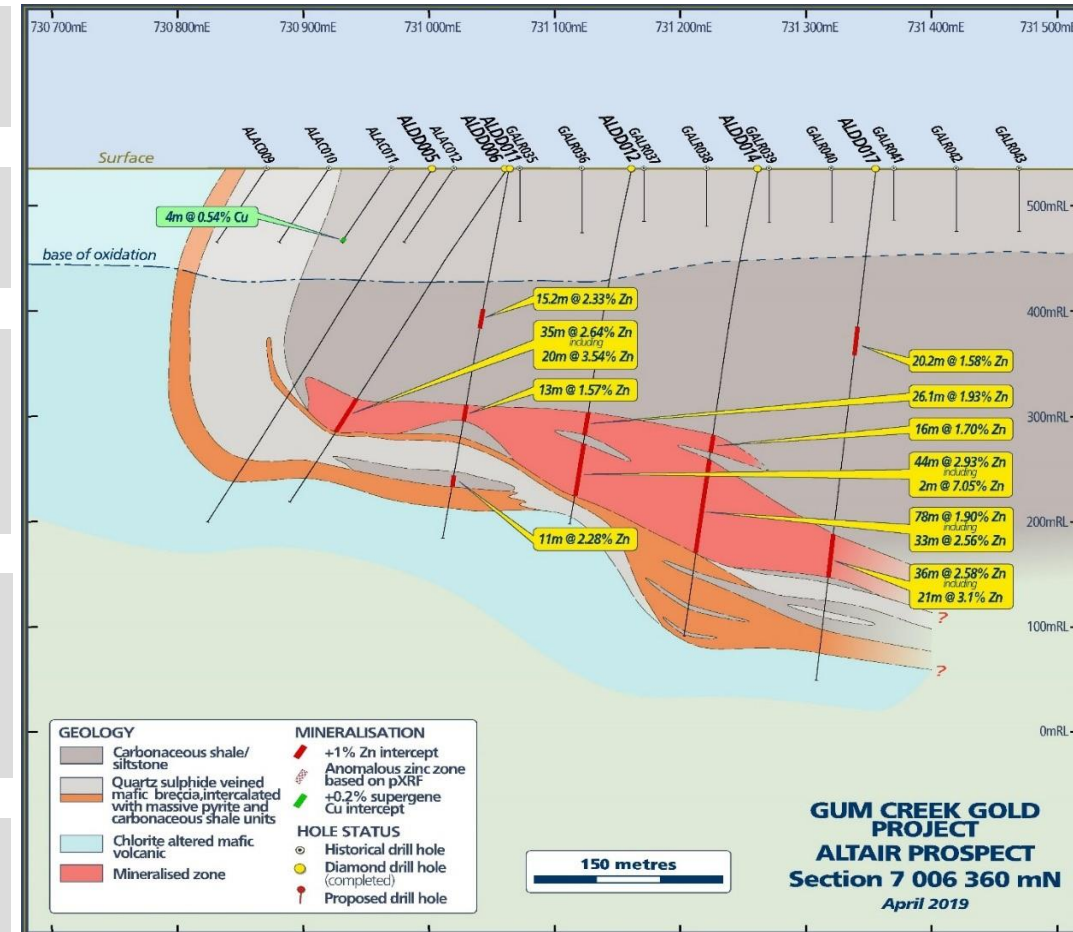 730 700mE
730 800mE
730 900mE
731 000mE
731 100mE
731 200mE
731 300mE
731 400mE
731 500mE
ALAC009
ALAC010
ALAC011
ALDD005
ALAC012
ALDD006
ALDD011
GALR035
GALR036
ALDD012
GALR037
GALR038
ALDD014
GALR039
GALR040
ALDD017
GALR041
GALR042
GALR043
Surface
500mRL
4m @ 0.54% Cu
base of oxidation
400mRL
15.2m @ 2.33% Zn
35m @ 2.64% Zn
including
20m @ 3.54% Zn
13m @ 1.57% Zn
20.2m @ 1.58% Zn
26.1m @ 1.93% Zn
300mRL
16m @ 1.70% Zn
44m @ 2.93% Zn
including
2m @ 7.05% Zn
78m @ 1.90% Zn
including
33m @ 2.56% Zn
200mRL
11m @ 2.28% Zn
36m @ 2.58% Zn
including
21m @ 3.1% Zn
?
100mRL
?
0mRL
GEOLOGY
Carbonaceous shale/
siltstone
Quartz sulphide veined
mafic breccia,intercalated
with massive pyrite and
carbonaceous shale units
Chlorite altered mafic
volcanic
Mineralised zone
MINERALISATION
+1% Zn intercept
Anomalous zinc zone
based on pXRF
+0.2% supergene
Cu intercept
HOLE STATUS
Historical drill hole
Diamond drill hole
(completed)
Proposed drill hole
150 metres
GUM CREEK GOLD
PROJECT
ALTAIR PROSPECT
Section 7 006 360 mN
April 2019